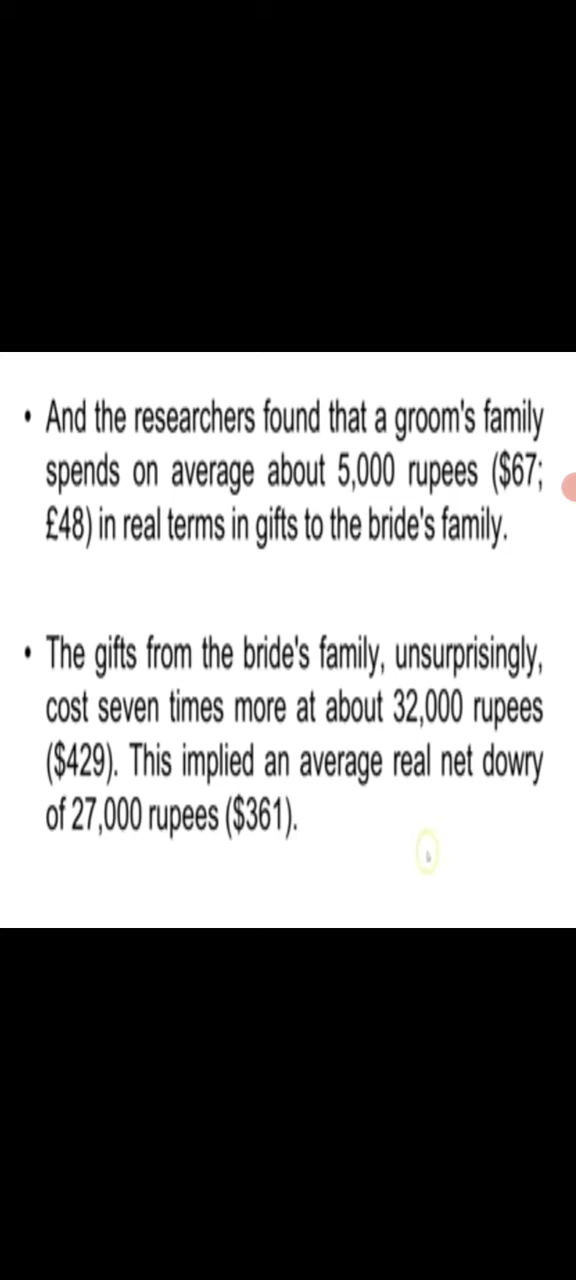 • And the researchers found that a groom's family
spends on average about 5,000 rupees ($67;
£48) in real terms in gifts to the bride's family.
• The gifts from the bride's family, unsurprisingly,
cost seven times more at about 32,000 rupees
($429). This implied an average real net dowry
of 27,000 rupees ($361).